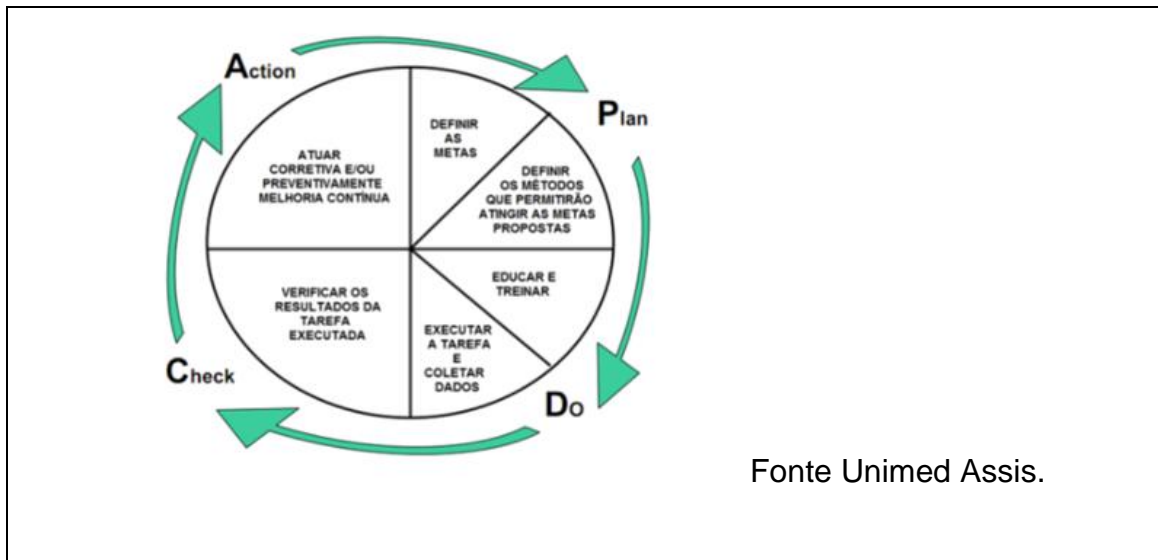 Action
Plan
DEFINIR
AS
METAS
DEFINIR
OS MÉTODOS
QUE PERMITIRÃO
ATINGIR AS METAS
PROPOSTAS
EDUCAR E
TREINAR
EXECUTAR
A TAREFA
E
COLETAR
DADOS
Do
VERIFICAR OS
RESULTADOS DA
TAREFA
EXECUTADA
Check
ATUAR
CORRETIVA E/OU
PREVENTIVAMENTE
MELHORIA CONTÍNUA
Fonte Unimed Assis.